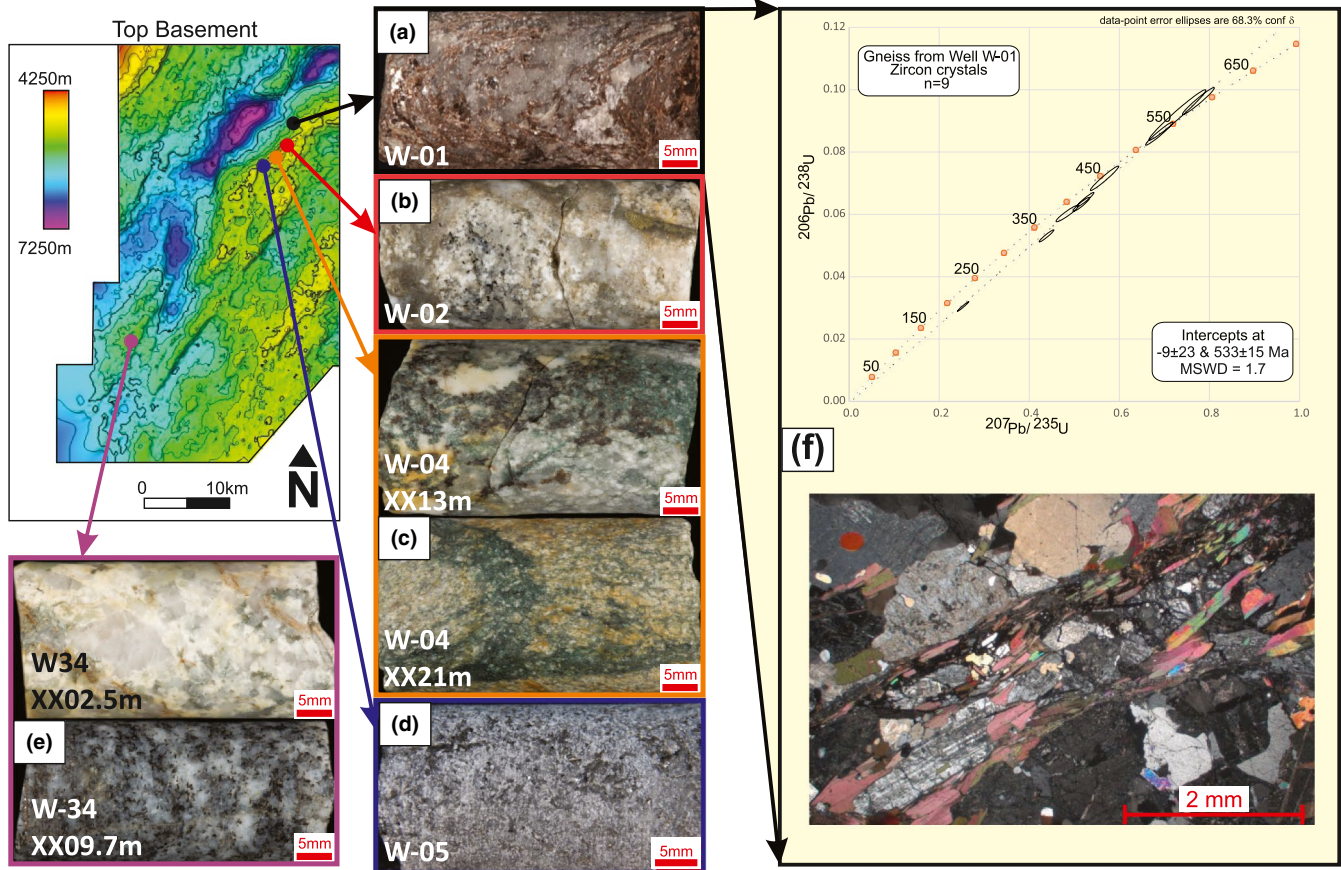 Top Basement
4250m
7250m
0 10km
N
(a)
W-01
5mm
(b)
W-02
5mm
W-04
XX13m
5mm
(c)
W-04
XX21m
5mm
(d)
W-05
5mm
W34
XX02.5m
5mm
(e)
W-34
XX09.7m
5mm
data-point error ellipses are 68.3% conf δ
Gneiss from Well W-01
Zircon crystals
n=9
206Pb/ 238U
0.12
0.10
0.08
0.06
0.04
0.02
0.00
650
550
450
350
250
150
50
Intercepts at
-9±23 & 533±15 Ma
MSWD = 1.7
0.0 0.2 0.4 0.6 0.8 1.0
207Pb/ 235U
(f)
2 mm